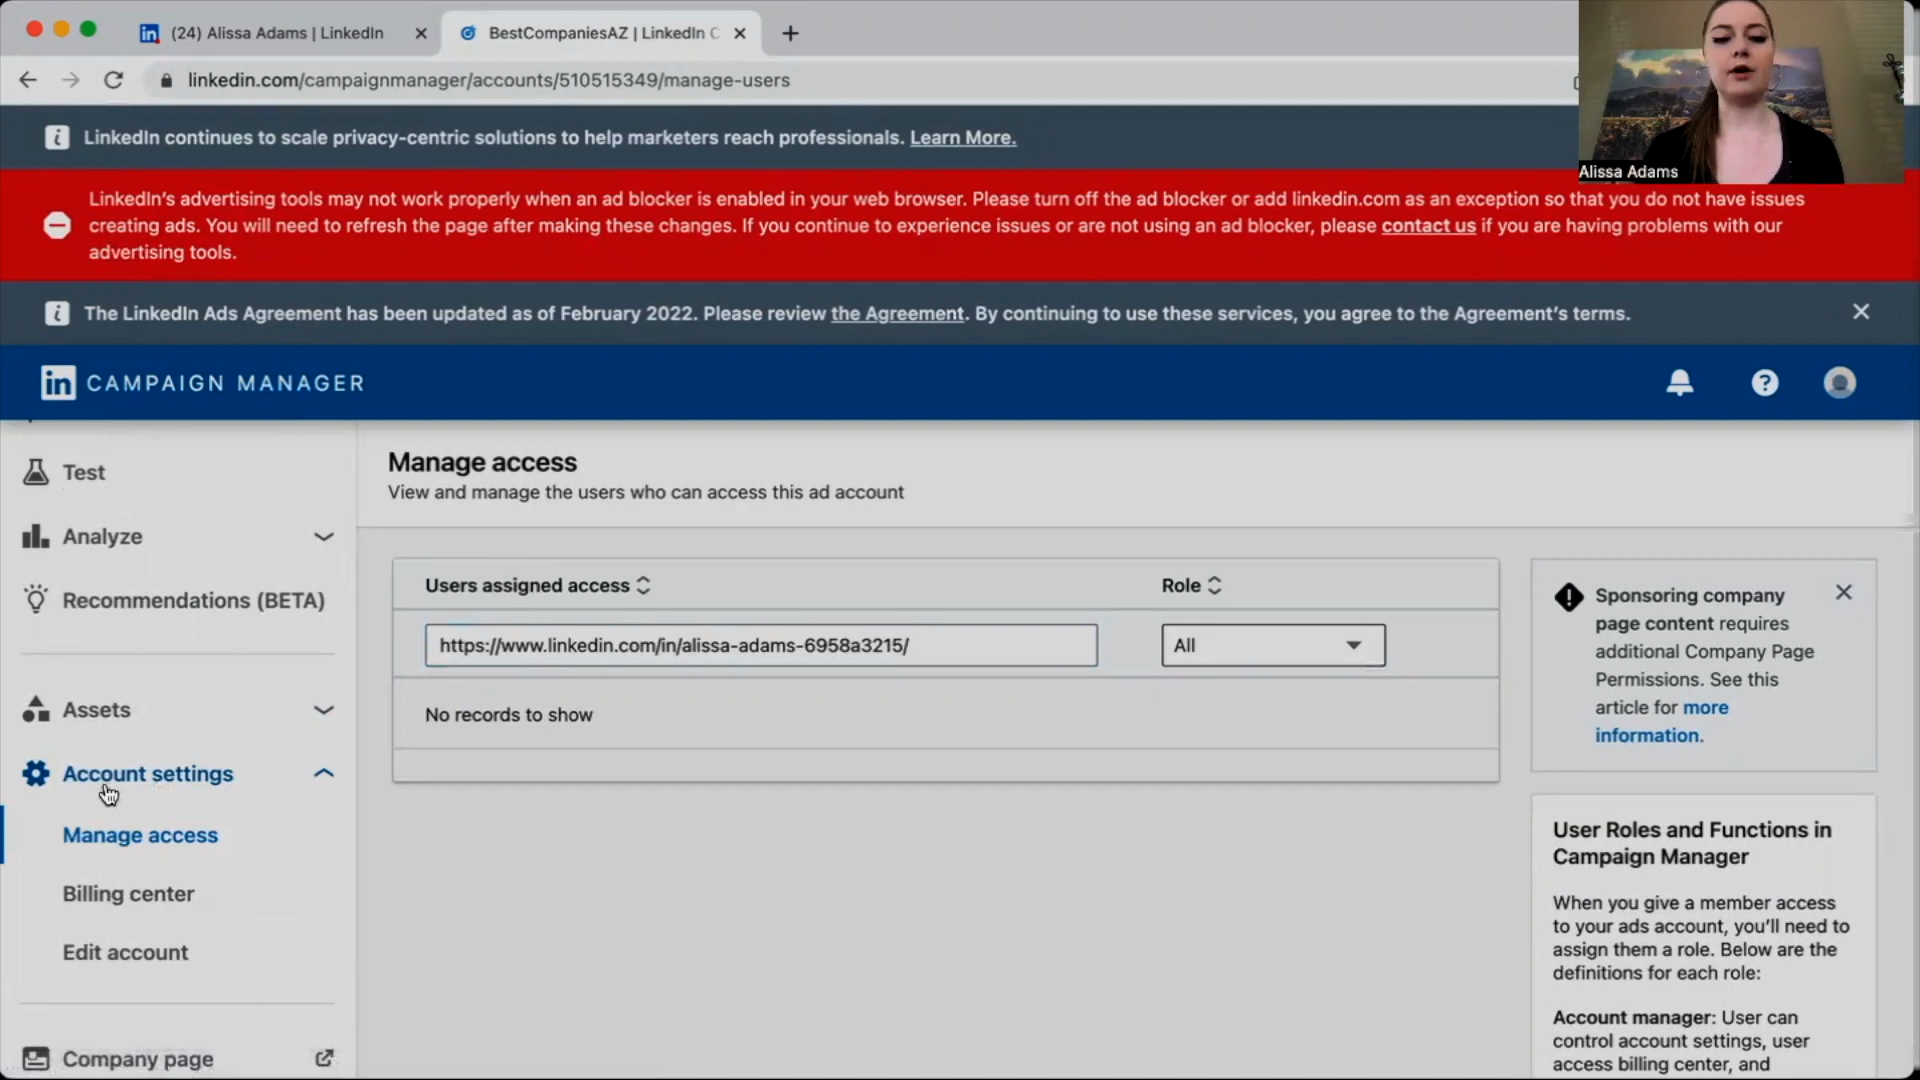 (24) Alissa Adams | LinkedIn
BestCompaniesAZ | LinkedIn C
linkedin.com/campaignmanager/accounts/510515349/manage-users
Alissa Adams
LinkedIn continues to scale privacy-centric solutions to help marketers reach professionals. Learn More.
LinkedIn's advertising tools may not work properly when an ad blocker is enabled in your web browser. Please turn off the ad blocker or add linkedin.com as an exception so that you do not have issues
creating ads. You will need to refresh the page after making these changes. If you continue to experience issues or are not using an ad blocker, please contact us if you are having problems with our
advertising tools.
The LinkedIn Ads Agreement has been updated as of February 2022. Please review the Agreement. By continuing to use these services, you agree to the Agreement's terms.
in CAMPAIGN MANAGER
Test
Analyze
Recommendations (BETA)
Assets
Account settings
Manage access
Billing center
Edit account
Company page
Manage access
View and manage the users who can access this ad account
Users assigned access
Role
https://www.linkedin.com/in/alissa-adams-6958a3215/
All
No records to show
Sponsoring company
page content requires
additional Company Page
Permissions. See this
article for more
information.
User Roles and Functions in
Campaign Manager
When you give a member access
to your ads account, you'll need to
assign them a role. Below are the
definitions for each role:
Account manager: User can
control account settings, user
access billing center, and